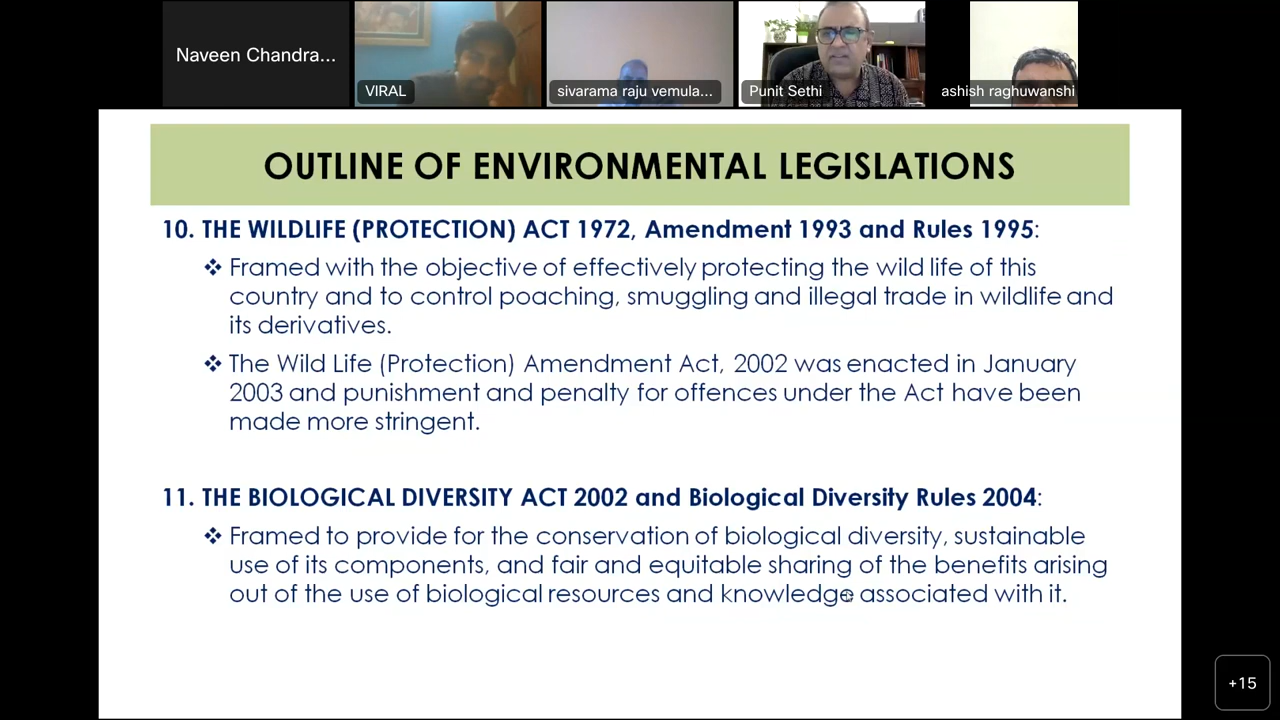 Naveen Chandra...
VIRAL
sivarama raju vemula...
Punit Sethi
ashish raghuwanshi
OUTLINE OF ENVIRONMENTAL LEGISLATIONS
10. THE WILDLIFE (PROTECTION) ACT 1972, Amendment 1993 and Rules 1995:
❖ Framed with the objective of effectively protecting the wild life of this
country and to control poaching, smuggling and illegal trade in wildlife and
its derivatives.
❖ The Wild Life (Protection) Amendment Act, 2002 was enacted in January
2003 and punishment and penalty for offences under the Act have been
made more stringent.
11. THE BIOLOGICAL DIVERSITY ACT 2002 and Biological Diversity Rules 2004:
❖ Framed to provide for the conservation of biological diversity, sustainable
use of its components, and fair and equitable sharing of the benefits arising
out of the use of biological resources and knowledge associated with it.
+15